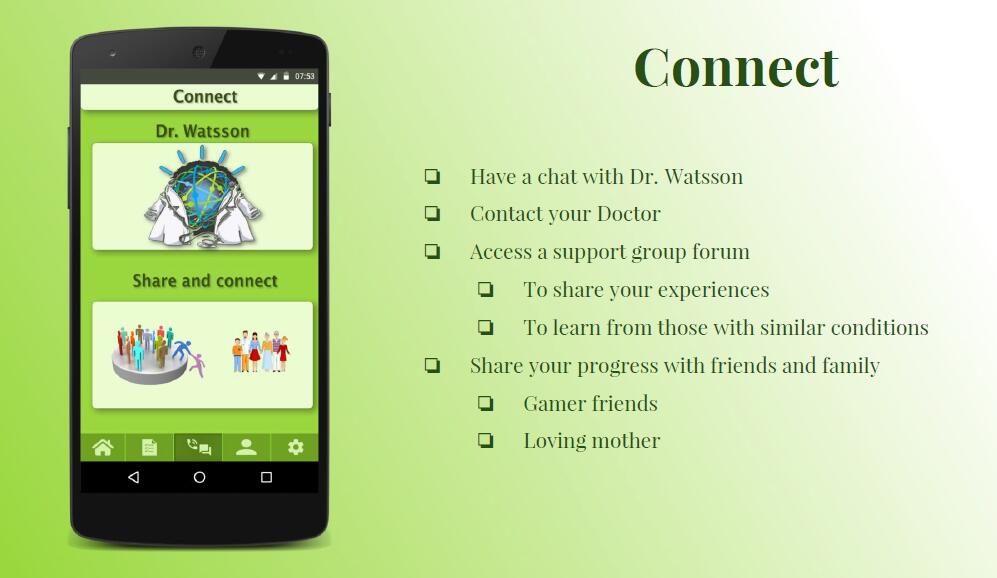 07:53
Connect
Dr. Watsson
Share and connect
Connect
Have a chat with Dr. Watsson
Contact your Doctor
Access a support group forum
To share your experiences
To learn from those with similar conditions
Share your progress with friends and family
Gamer friends
Loving mother